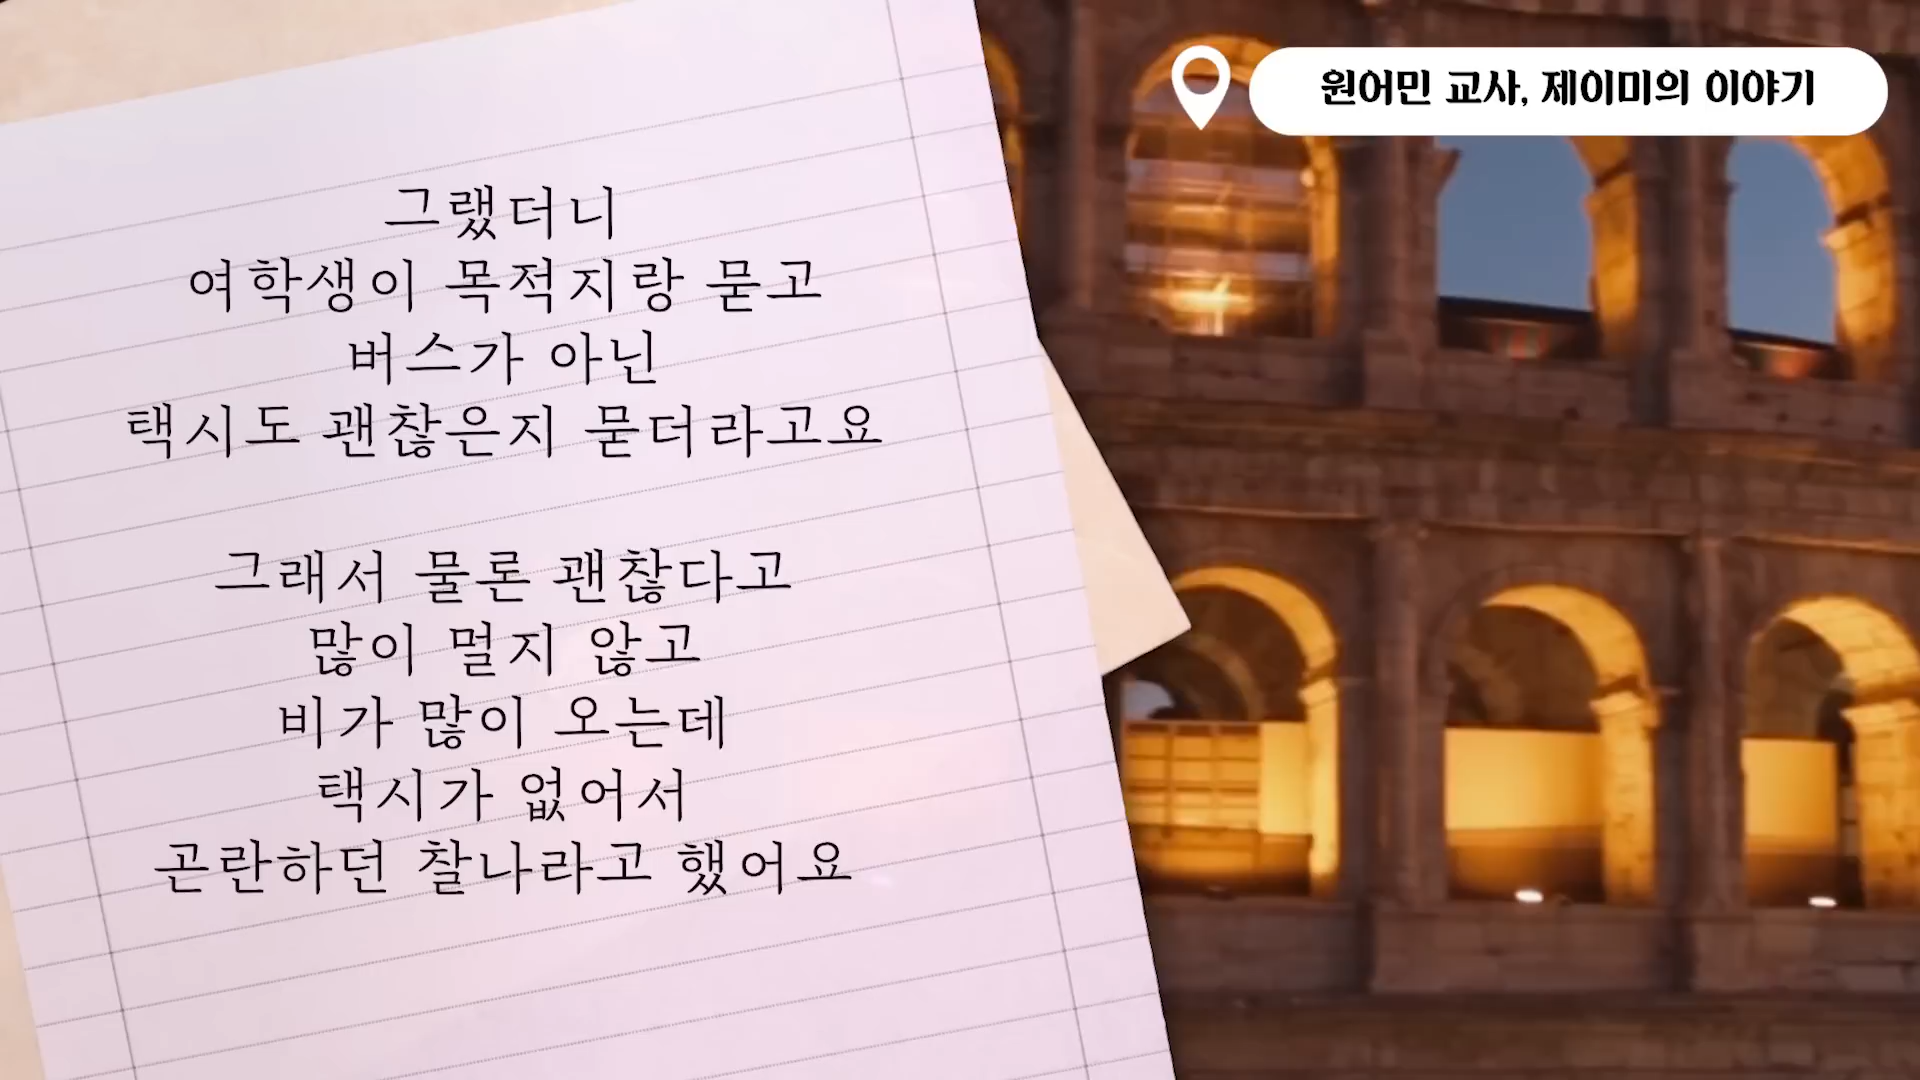 원어민 교사, 제이미의 이야기
그랬더니
여학생이 목적지랑 묻고
버스가 아닌
택시도 괜찮은지 묻더라고요
그래서 물론 괜찮다고
많이 멀지 않고
비가 많이 오는데
택시가 없어서
곤란하던 찰나라고 했어요